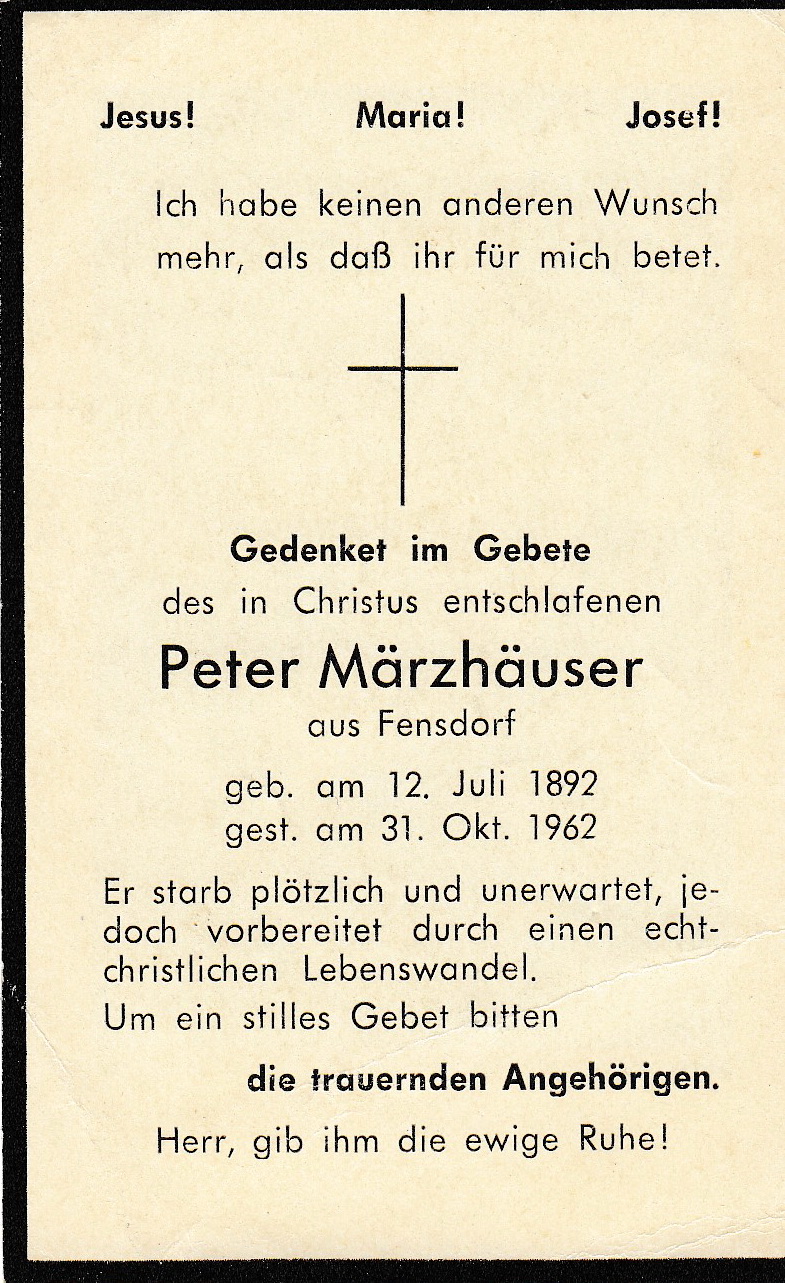 Jesus! Maria! Josef!
Ich habe keinen anderen Wunsch
mehr, als daß ihr für mich betet.
Gedenket im Gebete
des in Christus entschlafenen
Peter Märzhäuser
aus Fensdorf
geb. am 12. Juli 1892
gest. am 31. Okt. 1962
Er starb plötzlich und unerwartet, je-
doch vorbereitet durch einen echt-
christlichen Lebenswandel.
Um ein stilles Gebet bitten
die trauernden Angehörigen.
Herr, gib ihm die ewige Ruhe!